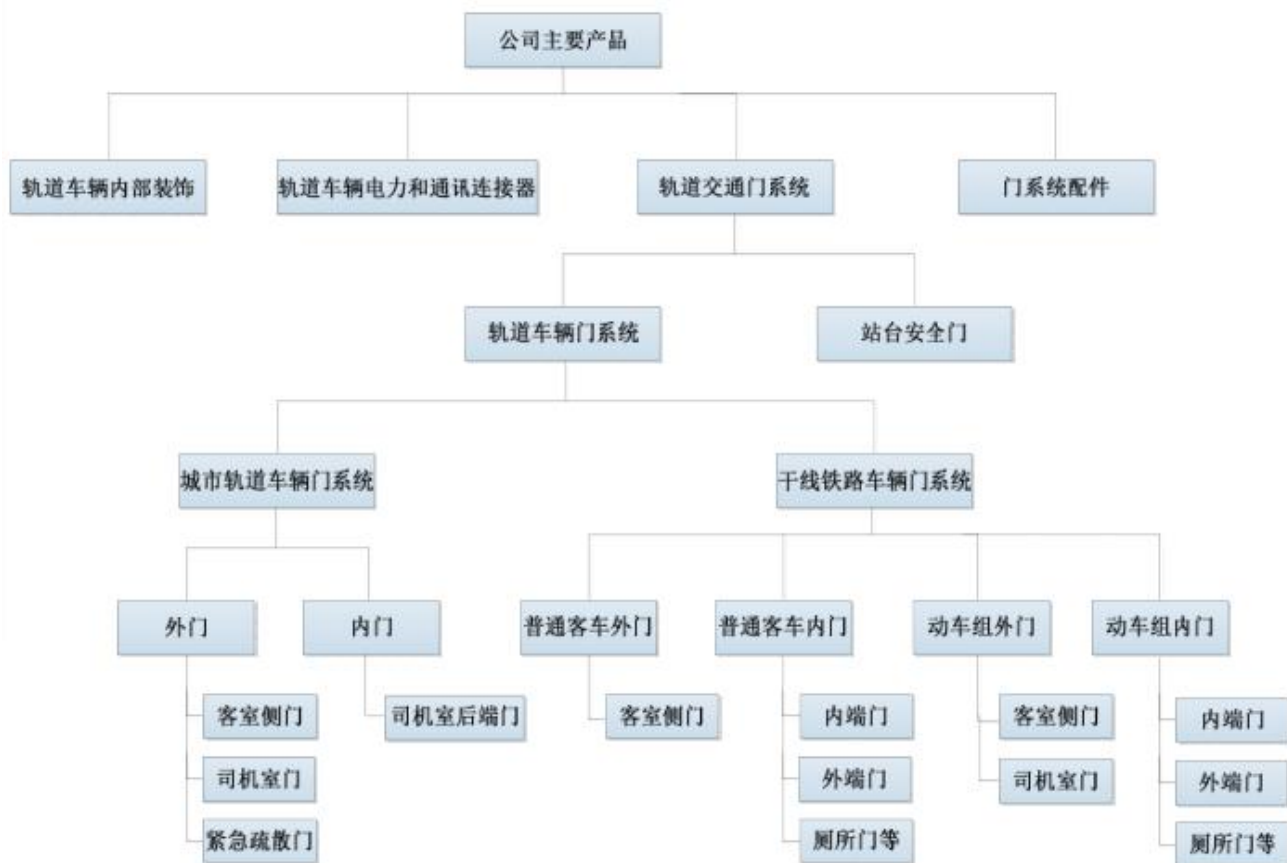 公司主要产品
轨道车辆内部装饰
轨道车辆电力和通讯连接器
轨道交通门系统
门系统配件
轨道车辆门系统
站台安全门
城市轨道车辆门系统
干线铁路车辆门系统
外门
内门
普通客车外门
普通客车内门
动车组外门
动车组内门
客室侧门
司机室后端门
客室侧门
内端门
客室侧门
内端门
司机室门
外端门
司机室门
外端门
紧急疏散门
厕所门等
厕所门等